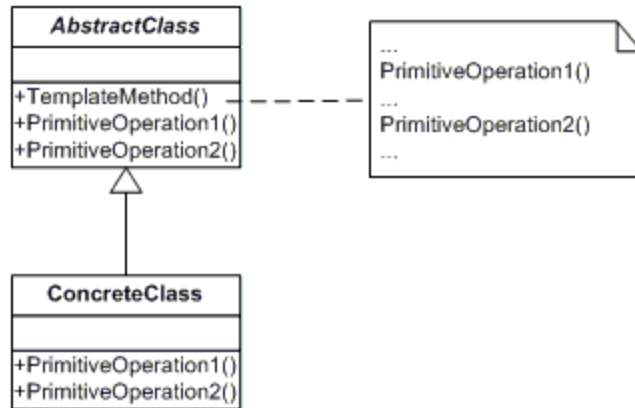 AbstractClass
+TemplateMethod()
+PrimitiveOperation1()
+PrimitiveOperation2()
...
PrimitiveOperation1()
...
PrimitiveOperation2()
...
ConcreteClass
+PrimitiveOperation1()
+PrimitiveOperation2()